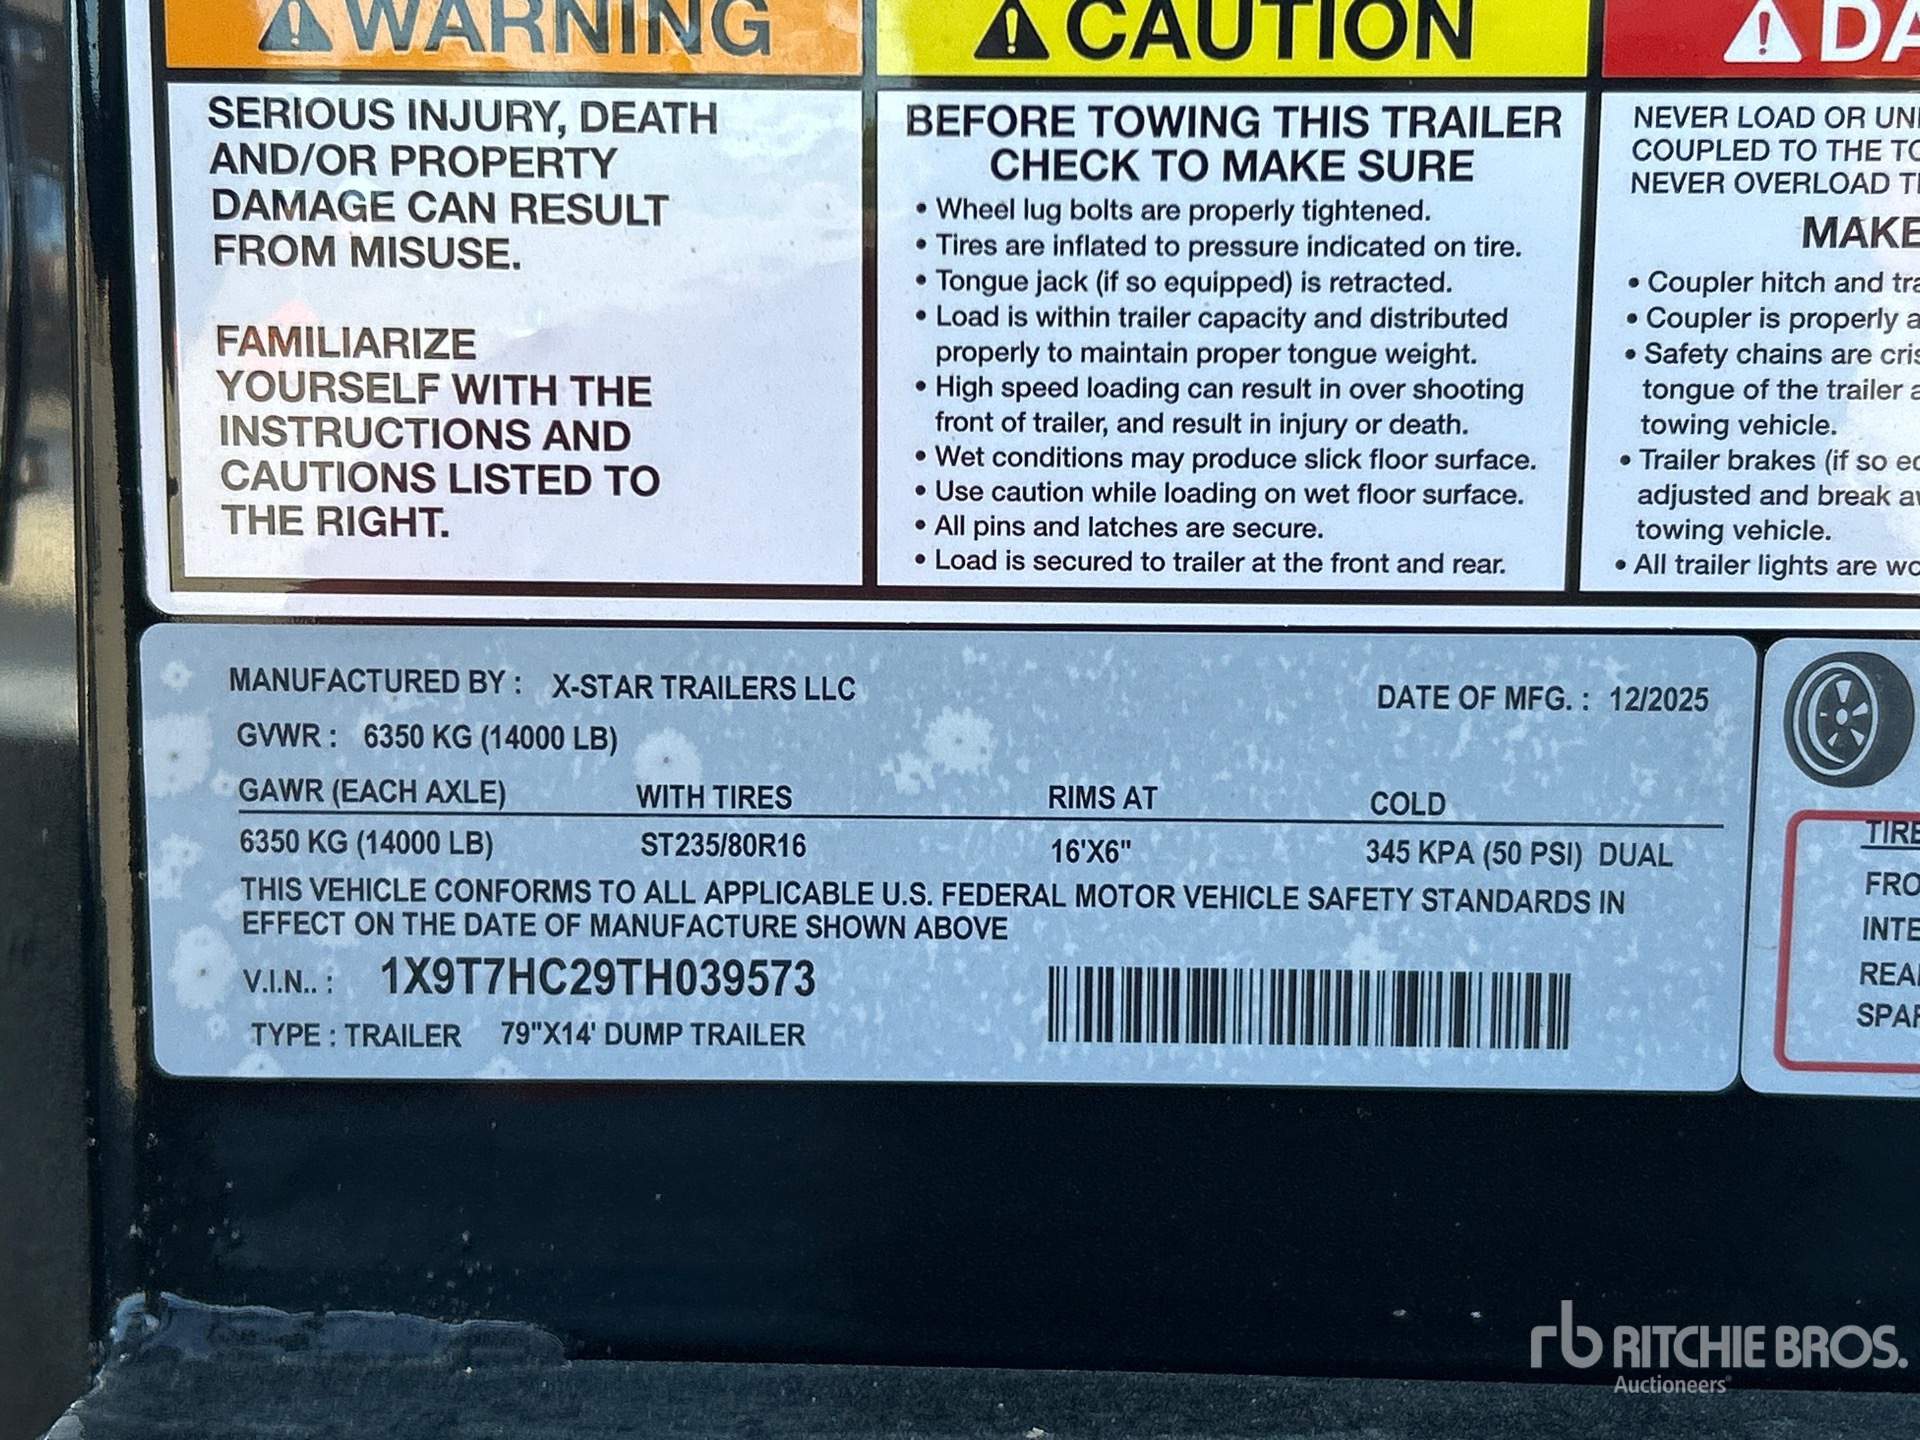 WARNING
SERIOUS INJURY, DEATH
AND/OR PROPERTY
DAMAGE CAN RESULT
FROM MISUSE.
FAMILIARIZE
YOURSELF WITH THE
INSTRUCTIONS AND
CAUTIONS LISTED TO
THE RIGHT.
CAUTION
BEFORE TOWING THIS TRAILER
CHECK TO MAKE SURE
• Wheel lug bolts are properly tightened.
• Tires are inflated to pressure indicated on tire.
• Tongue jack (if so equipped) is retracted.
• Load is within trailer capacity and distributed
properly to maintain proper tongue weight.
• High speed loading can result in over shooting
front of trailer, and result in injury or death.
• Wet conditions may produce slick floor surface.
• Use caution while loading on wet floor surface.
• All pins and latches are secure.
• Load is secured to trailer at the front and rear.
NEVER LOAD OR
COUPLED TO THE
NEVER OVERLOAD
MAKE
• Coupler hitch and
• Coupler is properly
• Safety chains are
tongue of the trailer
towing vehicle.
• Trailer brakes (if so
adjusted and break
towing vehicle.
• All trailer lights are
MANUFACTURED BY : X-STAR TRAILERS LLC
DATE OF MFG. : 12/2025
GVWR : 6350 KG (14000 LB)
GAWR (EACH AXLE) WITH TIRES RIMS AT COLD
6350 KG (14000 LB) ST235/80R16 16'X6" 345 KPA (50 PSI) DUAL
THIS VEHICLE CONFORMS TO ALL APPLICABLE U.S. FEDERAL MOTOR VEHICLE SAFETY STANDARDS IN
EFFECT ON THE DATE OF MANUFACTURE SHOWN ABOVE
V.I.N.. : 1X9T7HC29TH039573
TYPE : TRAILER 79"X14' DUMP TRAILER
rb RITCHIE BROS.
Auctioneers